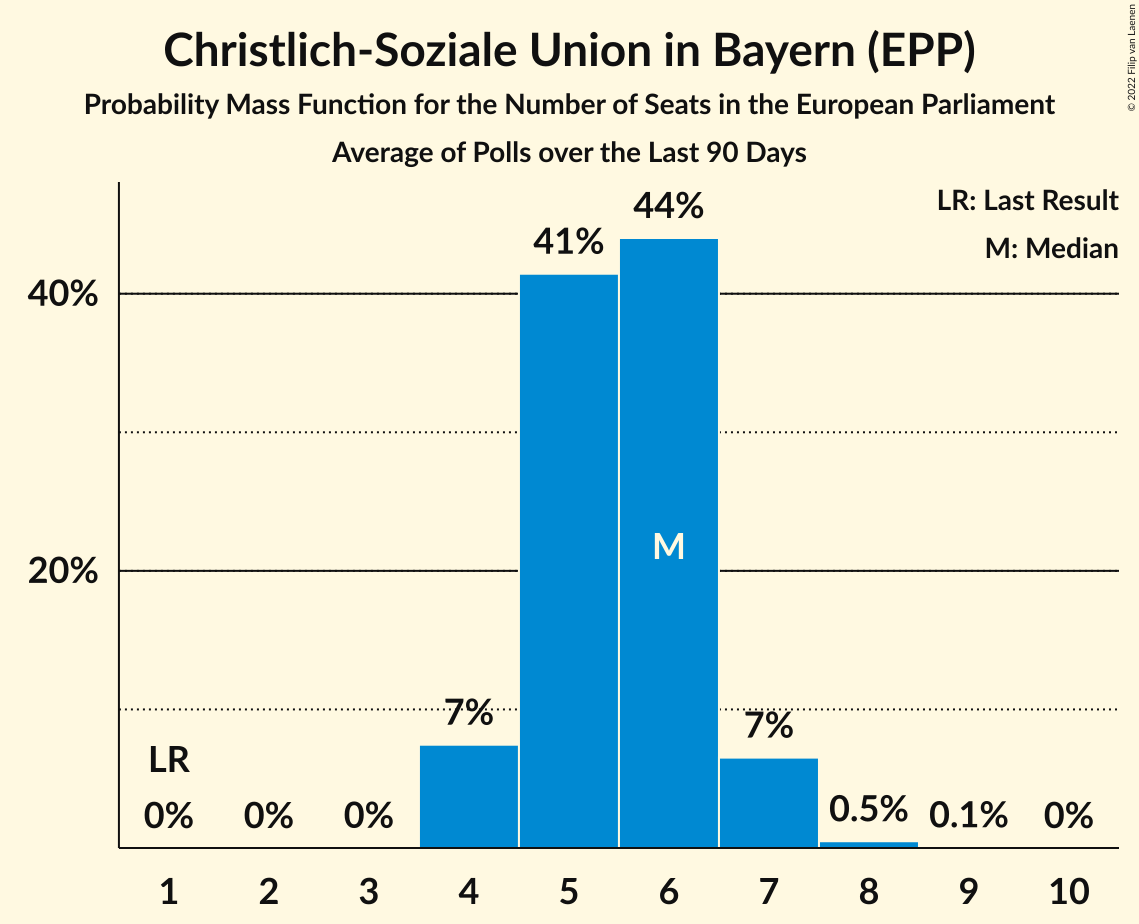 Christlich-Soziale Union in Bayern (EPP)
Probability Mass Function for the Number of Seats in the European Parliament
Average of Polls over the Last 90 Days
© 2022 Filip van Laenen
LR: Last Result
M: Median
44%
41%
40%
M
20%
7%
7%
LR
0%
0%
0%
0.5%
0.1%
0%
1 2 3 4 5 6 7 8 9 10